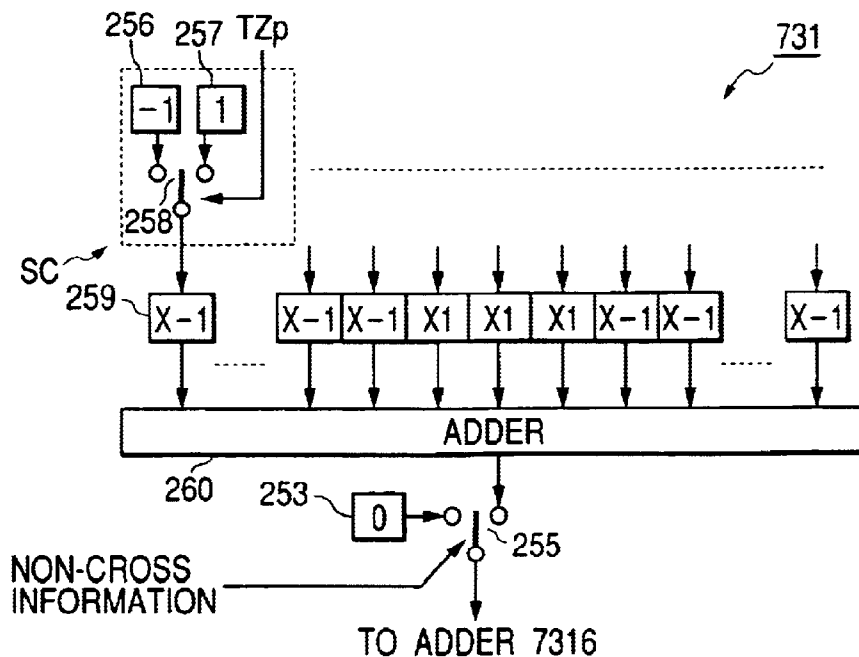 256 257 TZp 731
-1 1
258
SC
259
X-1 X-1 X-1 X1 X1 X1 X-1 X-1 X-1
ADDER
260 253
0 255
NON-CROSS
INFORMATION
TO ADDER 7316